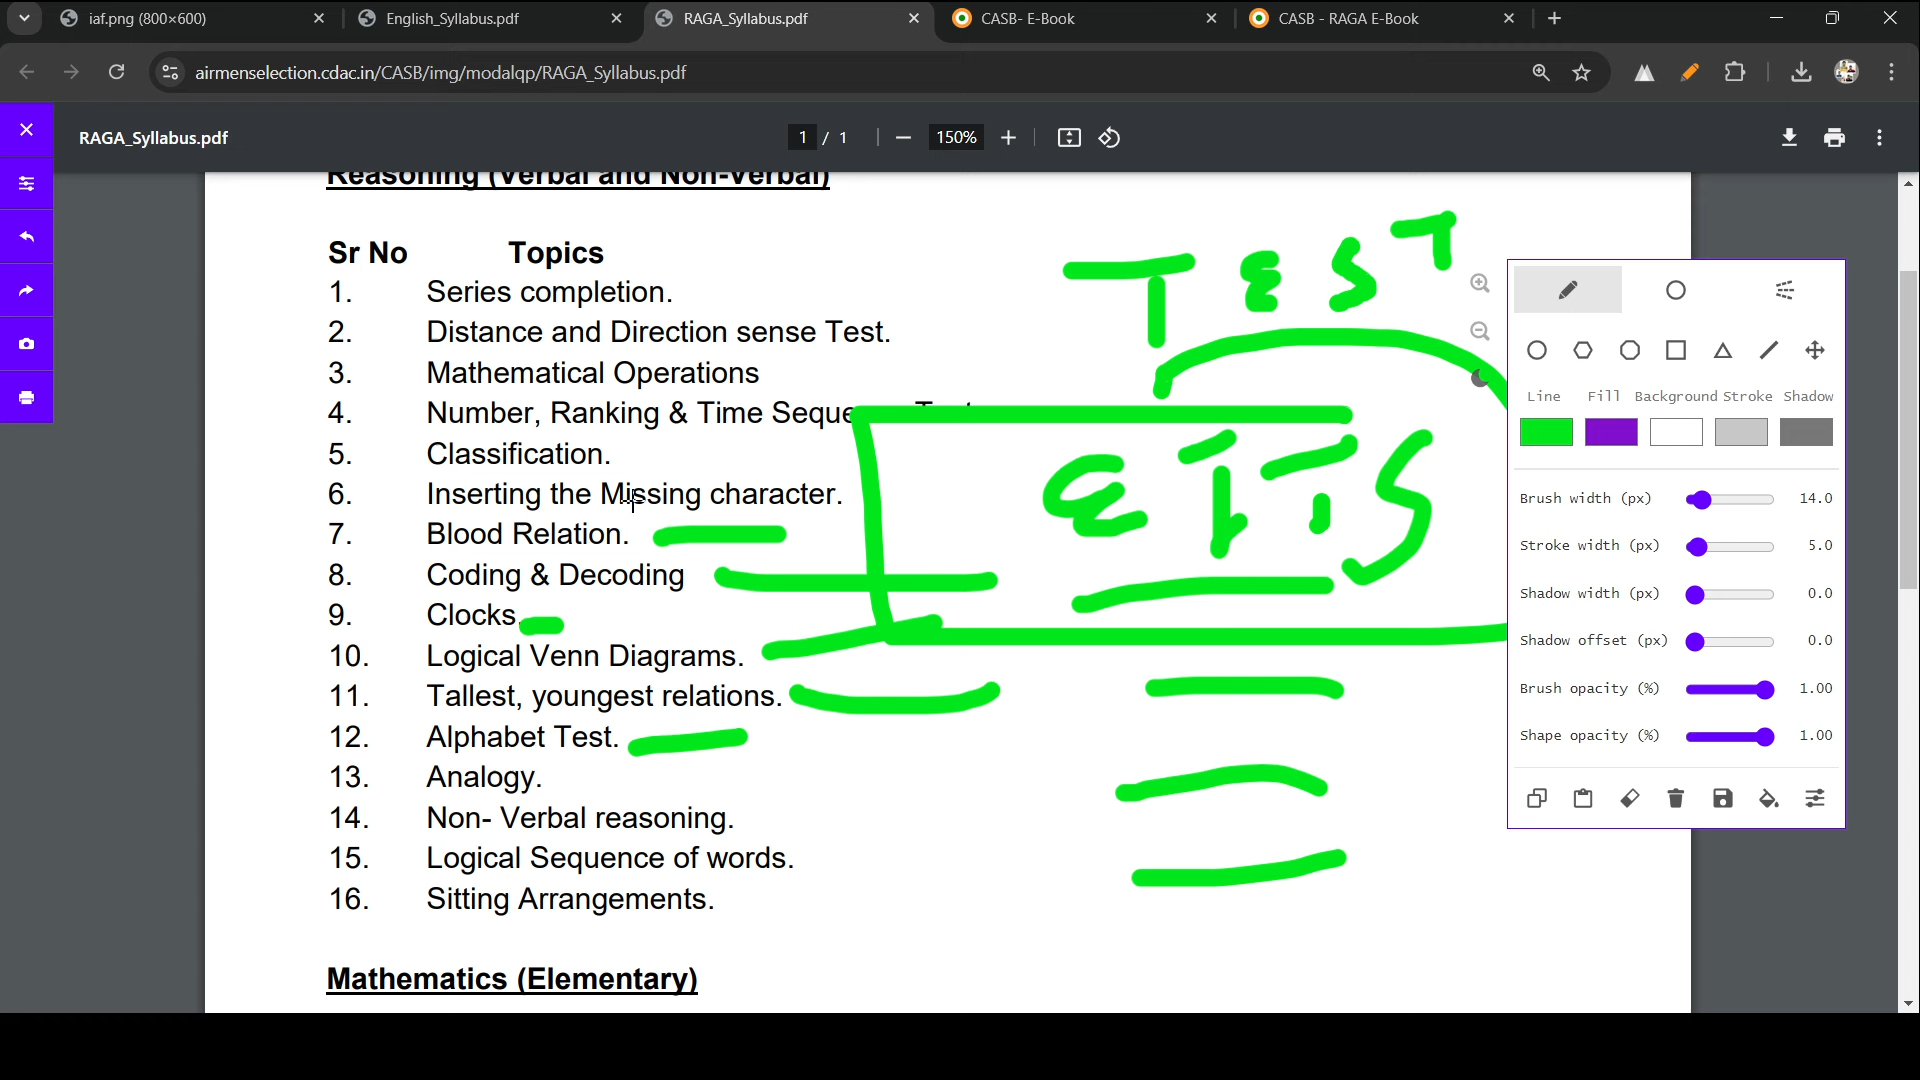 iaf.png (800×600)
English_Syllabus.pdf
RAGA_Syllabus.pdf
CASB- E-Book
CASB - RAGA E-Book
airmenselection.cdac.in/CASB/img/modalqp/RAGA_Syllabus.pdf
RAGA_Syllabus.pdf
1 / 1
150%
Reasoning (Verbal and Non-Verbal)
Sr No Topics
1. Series completion.
2. Distance and Direction sense Test.
3. Mathematical Operations
4. Number, Ranking & Time
5. Classification.
6. Inserting the Missing character.
7. Blood Relation.
8. Coding & Decoding
9. Clocks.
10. Logical Venn Diagrams.
11. Tallest, youngest relations.
12. Alphabet Test.
13. Analogy.
14. Non- Verbal reasoning.
15. Logical Sequence of words.
16. Sitting Arrangements.
Mathematics (Elementary)
TEST
Line Fill Background Stroke Shadow
Brush width (px) 14.0
Stroke width (px) 5.0
Shadow width (px) 0.0
Shadow offset (px) 0.0
Brush opacity (%) 1.00
Shape opacity (%) 1.00